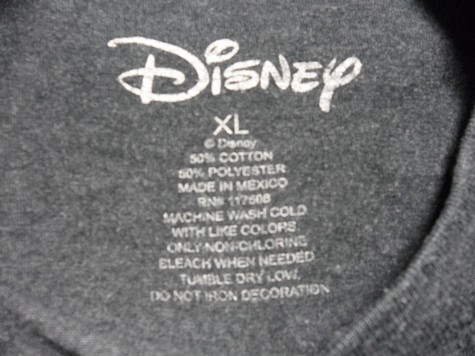 Disney
XL
© Disney
50% COTTON
50% POLYESTER
MADE IN MEXICO
RN# 117506
MACHINE WASH COLD
WITH LIKE COLORS
ONLY NON-CHLORINE
BLEACH WHEN NEEDED
TUMBLE DRY LOW.
DO NOT IRON DECORATION